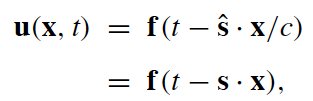 u(x, t) = f(t − ŝ · x/c)
= f(t − s · x),